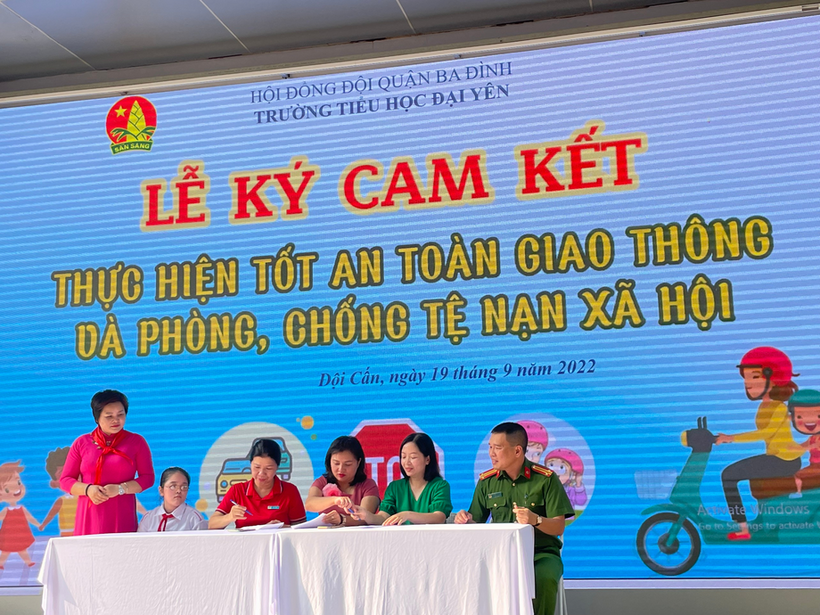 HỘI ĐỒNG ĐỘI QUẬN BA ĐÌNH
TRƯỜNG TIỂU HỌC ĐẠI YÊN
SẴN SÀNG
LỄ KÝ CAM KẾT
THỰC HIỆN TỐT AN TOÀN GIAO THÔNG
VÀ PHÒNG, CHỐNG TỆ NẠN XÃ HỘI
Đội Cấn, ngày 19 tháng 9 năm 2022
Activate Windows
Go to Settings to activate